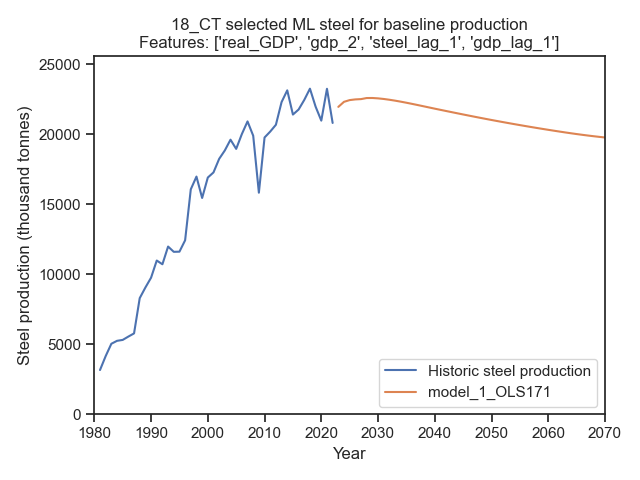 18_CT selected ML steel for baseline production
Features: ['real_GDP', 'gdp_2', 'steel_lag_1', 'gdp_lag_1']
Steel production (thousand tonnes)
25000
20000
15000
10000
5000
0
Historic steel production
model_1_OLS171
1980 1990 2000 2010 2020 2030 2040 2050 2060 2070
Year